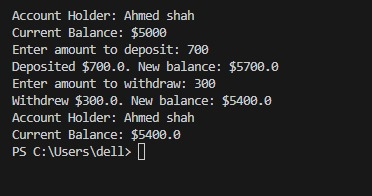 Account Holder: Ahmed shah
Current Balance: $5000
Enter amount to deposit: 700
Deposited $700.0. New balance: $5700.0
Enter amount to withdraw: 300
Withdrew $300.0. New balance: $5400.0
Account Holder: Ahmed shah
Current Balance: $5400.0
PS C:\Users\dell>